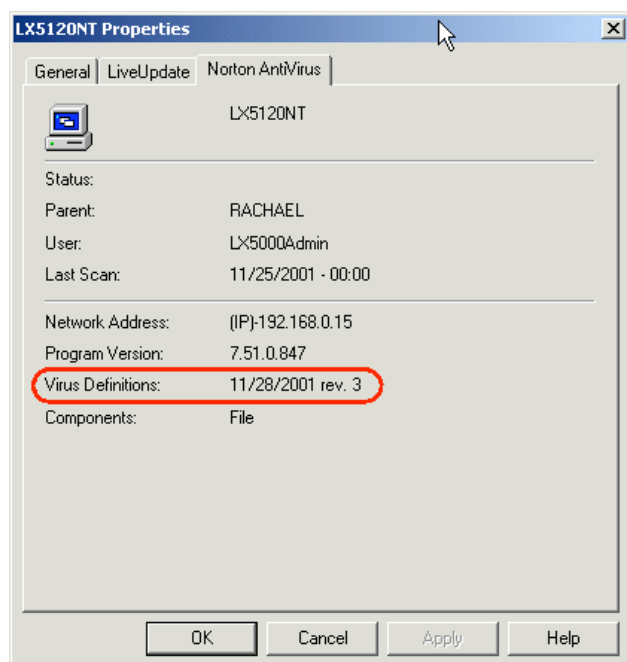 LX5120NT Properties
General LiveUpdate Norton AntiVirus
LX5120NT
Status:
Parent: RACHAEL
User: LX5000Admin
Last Scan: 11/25/2001 - 00:00
Network Address: (IP)-192.168.0.15
Program Version: 7.51.0.847
Virus Definitions: 11/28/2001 rev. 3
Components: File
OK Cancel Apply Help